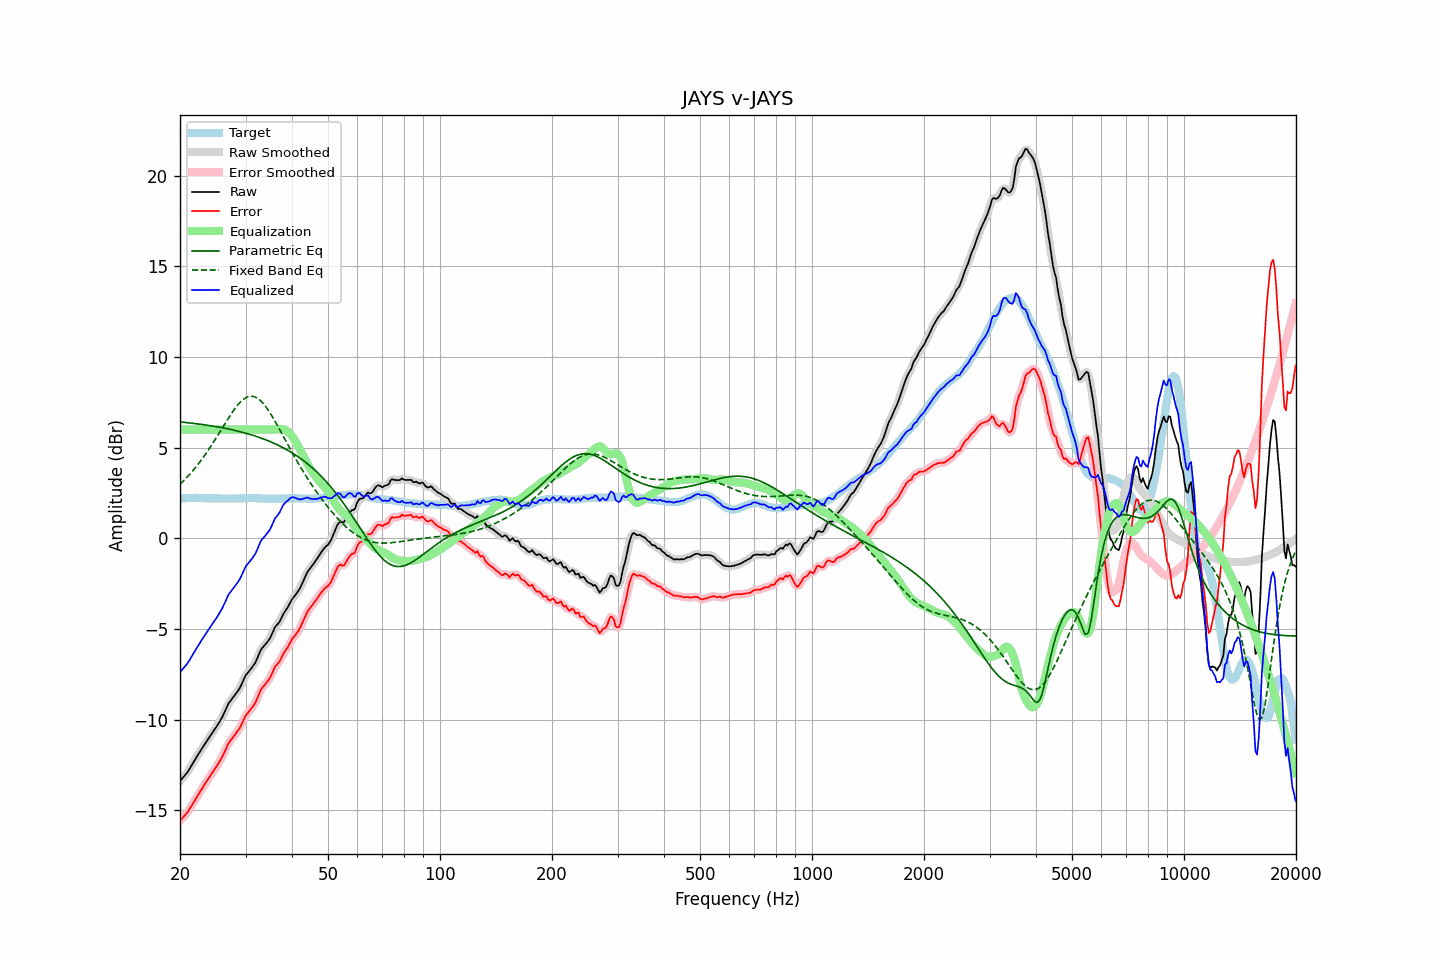 JAYS v-JAYS
Target
Raw Smoothed
Error Smoothed
Raw
Error
Equalization
Parametric Eq
Fixed Band Eq
Equalized
Amplitude (dBr)
20
15
10
5
0
−5
−10
−15
20 50 100 200 500 1000 2000 5000 10000 20000
Frequency (Hz)